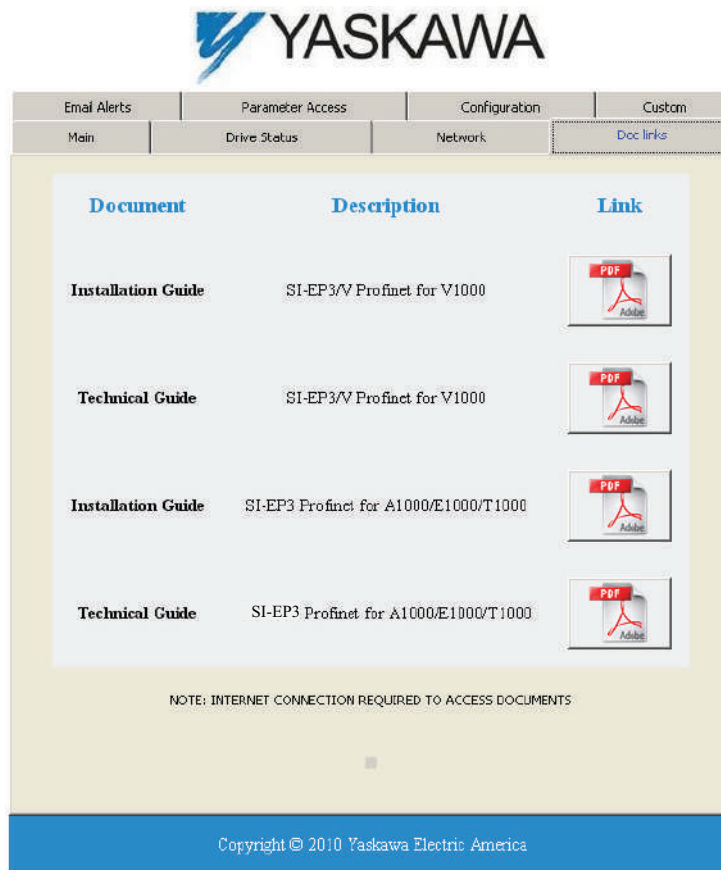 YASKAWA
Email Alerts Parameter Access Configuration Custom
Main Drive Status Network Doc links
Document Description Link
Installation Guide SI-EP3/V Profinet for V1000 PDF Adobe
Technical Guide SI-EP3/V Profinet for V1000 PDF Adobe
Installation Guide SI-EP3 Profinet for A1000/E1000/T1000 PDF Adobe
Technical Guide SI-EP3 Profinet for A1000/E1000/T1000 PDF Adobe
NOTE: INTERNET CONNECTION REQUIRED TO ACCESS DOCUMENTS
Copyright © 2010 Yaskawa Electric America